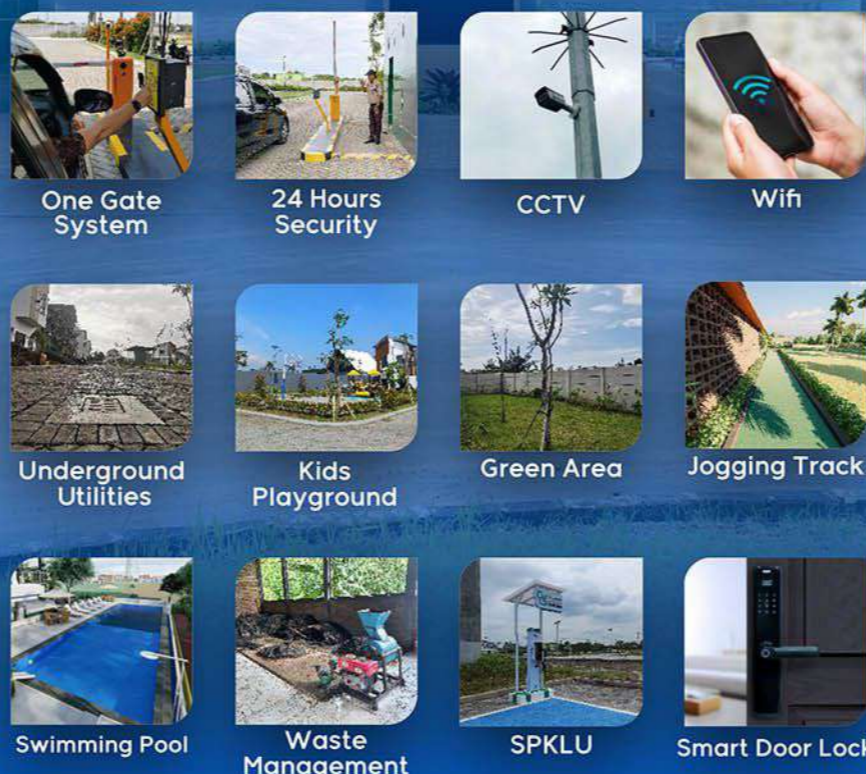 One Gate
System
24 Hours
Security
CCTV
Wifi
Underground
Utilities
Kids
Playground
Green Area
Jogging Track
Swimming Pool
Waste
Management
SPKLU
Smart Door Lock